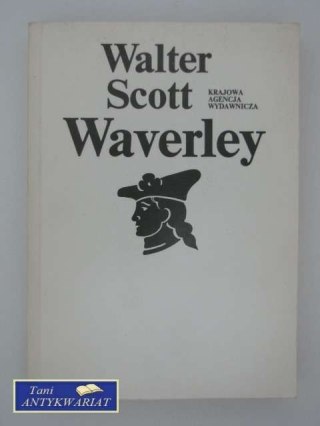 Walter
Scott
KRAJOWA
AGENCJA
WYDAWNICZA
Waverley
Tani
ANTYKWARIAT